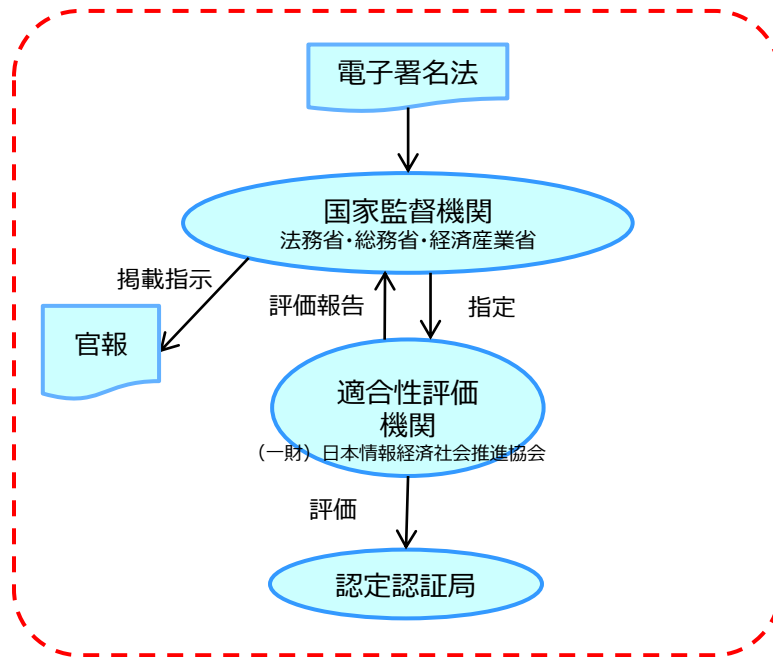 電子署名法
国家監督機関
法務省・総務省・経済産業省
掲載指示
評価報告
指定
官報
適合性評価
機関
（一財）日本情報経済社会推進協会
評価
認定認証局